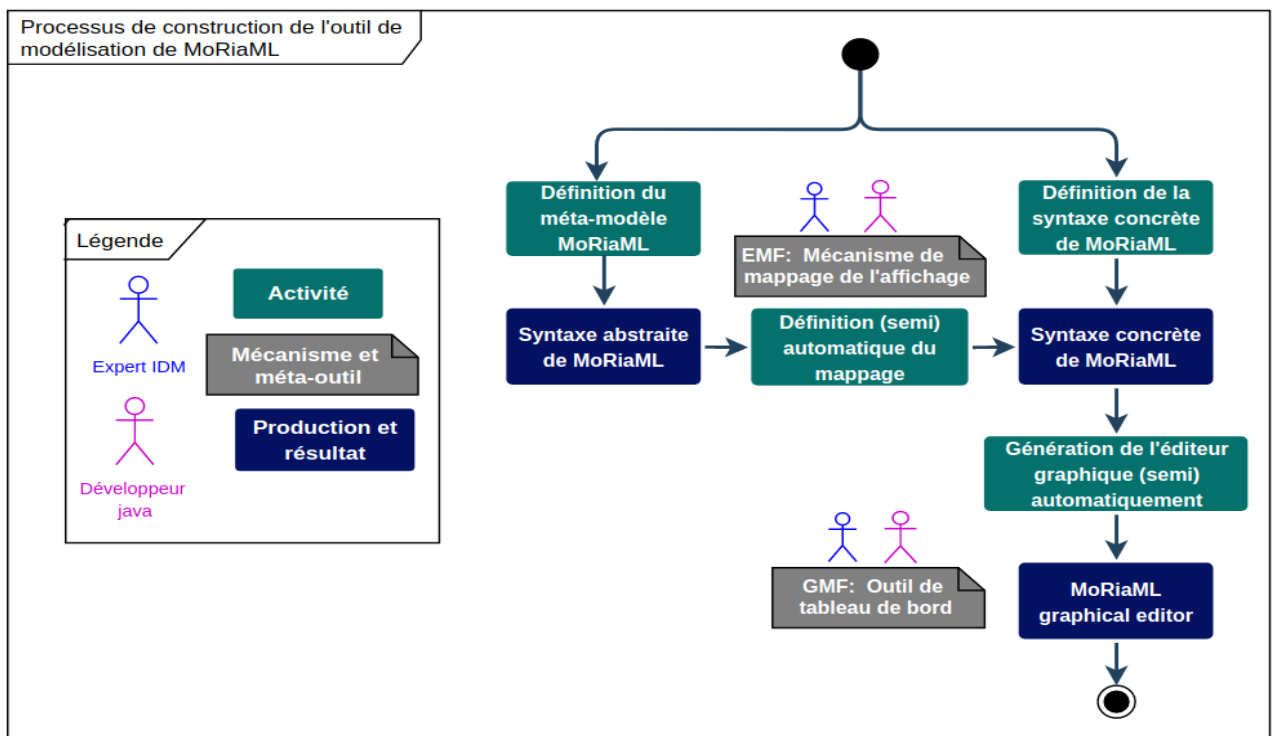 Processus de construction de l'outil de
modélisation de MoRiaML
Légende
Expert IDM
Activité
Mécanisme et
méta-outil
Développeur
java
Production et
résultat
Définition du
méta-modèle
MoRiaML
EMF: Mécanisme de
mappage de l'affichage
Définition de la
syntaxe concrète
de MoRiaML
Syntaxe abstraite
de MoRiaML
Définition (semi)
automatique du
mappage
Syntaxe concrète
de MoRiaML
Génération de l'éditeur
graphique (semi)
automatiquement
GMF: Outil de
tableau de bord
MoRiaML
graphical editor